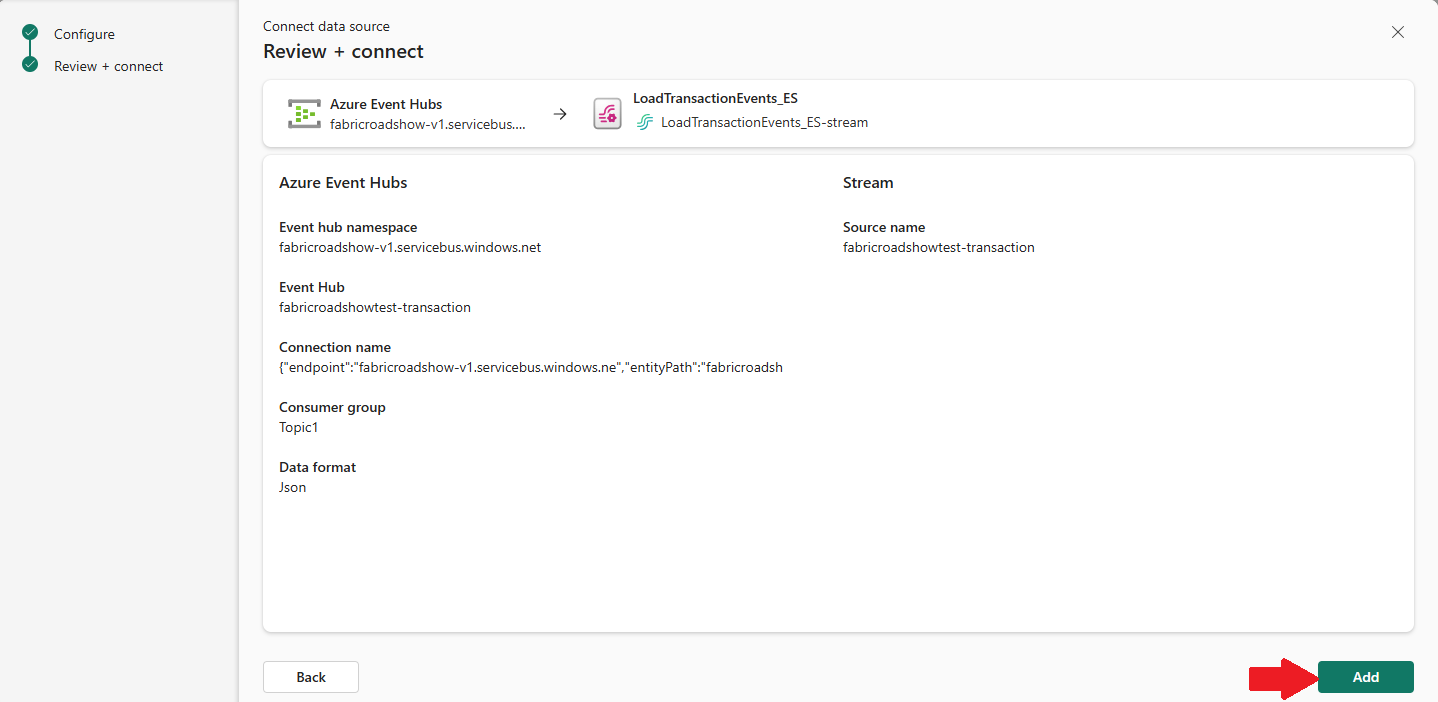 Configure
Review + connect
Connect data source
Review + connect
Azure Event Hubs
fabricroadshow-v1.servicebus....
LoadTransactionEvents_ES
LoadTransactionEvents_ES-stream
Azure Event Hubs
Event hub namespace
fabricroadshow-v1.servicebus.windows.net
Event Hub
fabricroadshowtest-transaction
Connection name
{"endpoint":"fabricroadshow-v1.servicebus.windows.ne","entityPath":"fabricroadsh
Consumer group
Topic1
Data format
Json
Stream
Source name
fabricroadshowtest-transaction
Back
Add